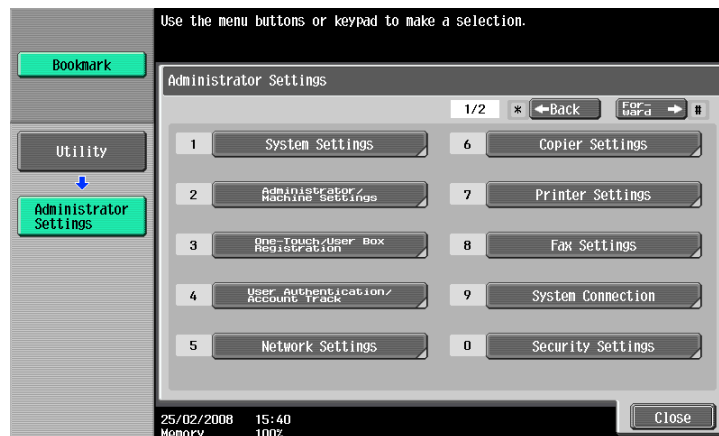 Use the menu buttons or keypad to make a selection.
Bookmark
Administrator Settings
1/2 * ←Back For-
ward → #
Utility
Administrator
Settings
1 System Settings
2 Administrator/
Machine Settings
3 One-Touch/User Box
Registration
4 User Authentication/
Account Track
5 Network Settings
6 Copier Settings
7 Printer Settings
8 Fax Settings
9 System Connection
0 Security Settings
25/02/2008 15:40
Memory 100%
Close